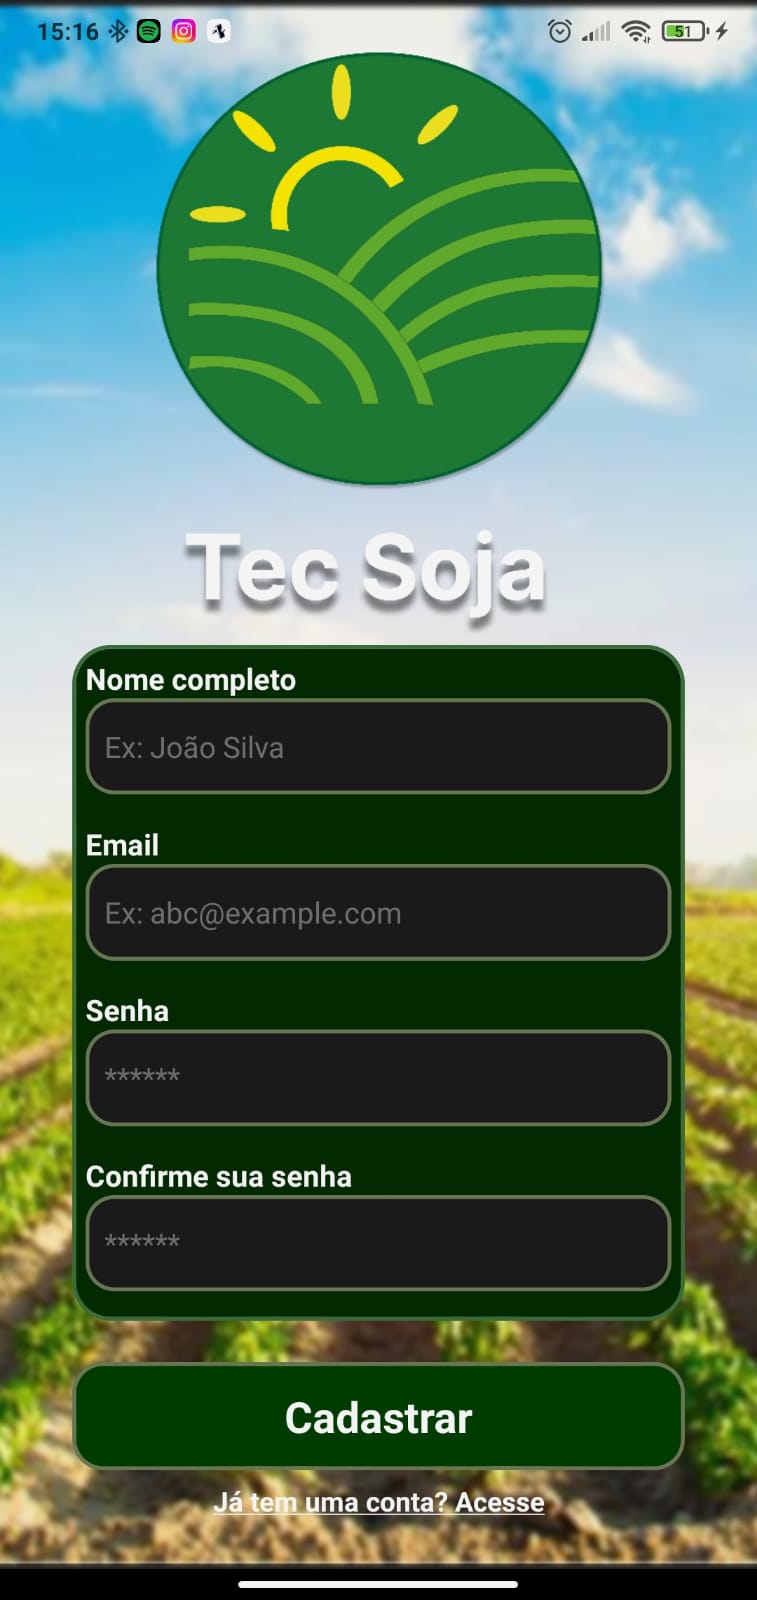 15:16
51
Tec Soja
Nome completo
Ex: João Silva
Email
Ex: abc@example.com
Senha
******
Confirme sua senha
******
Cadastrar
Já tem uma conta? Acesse